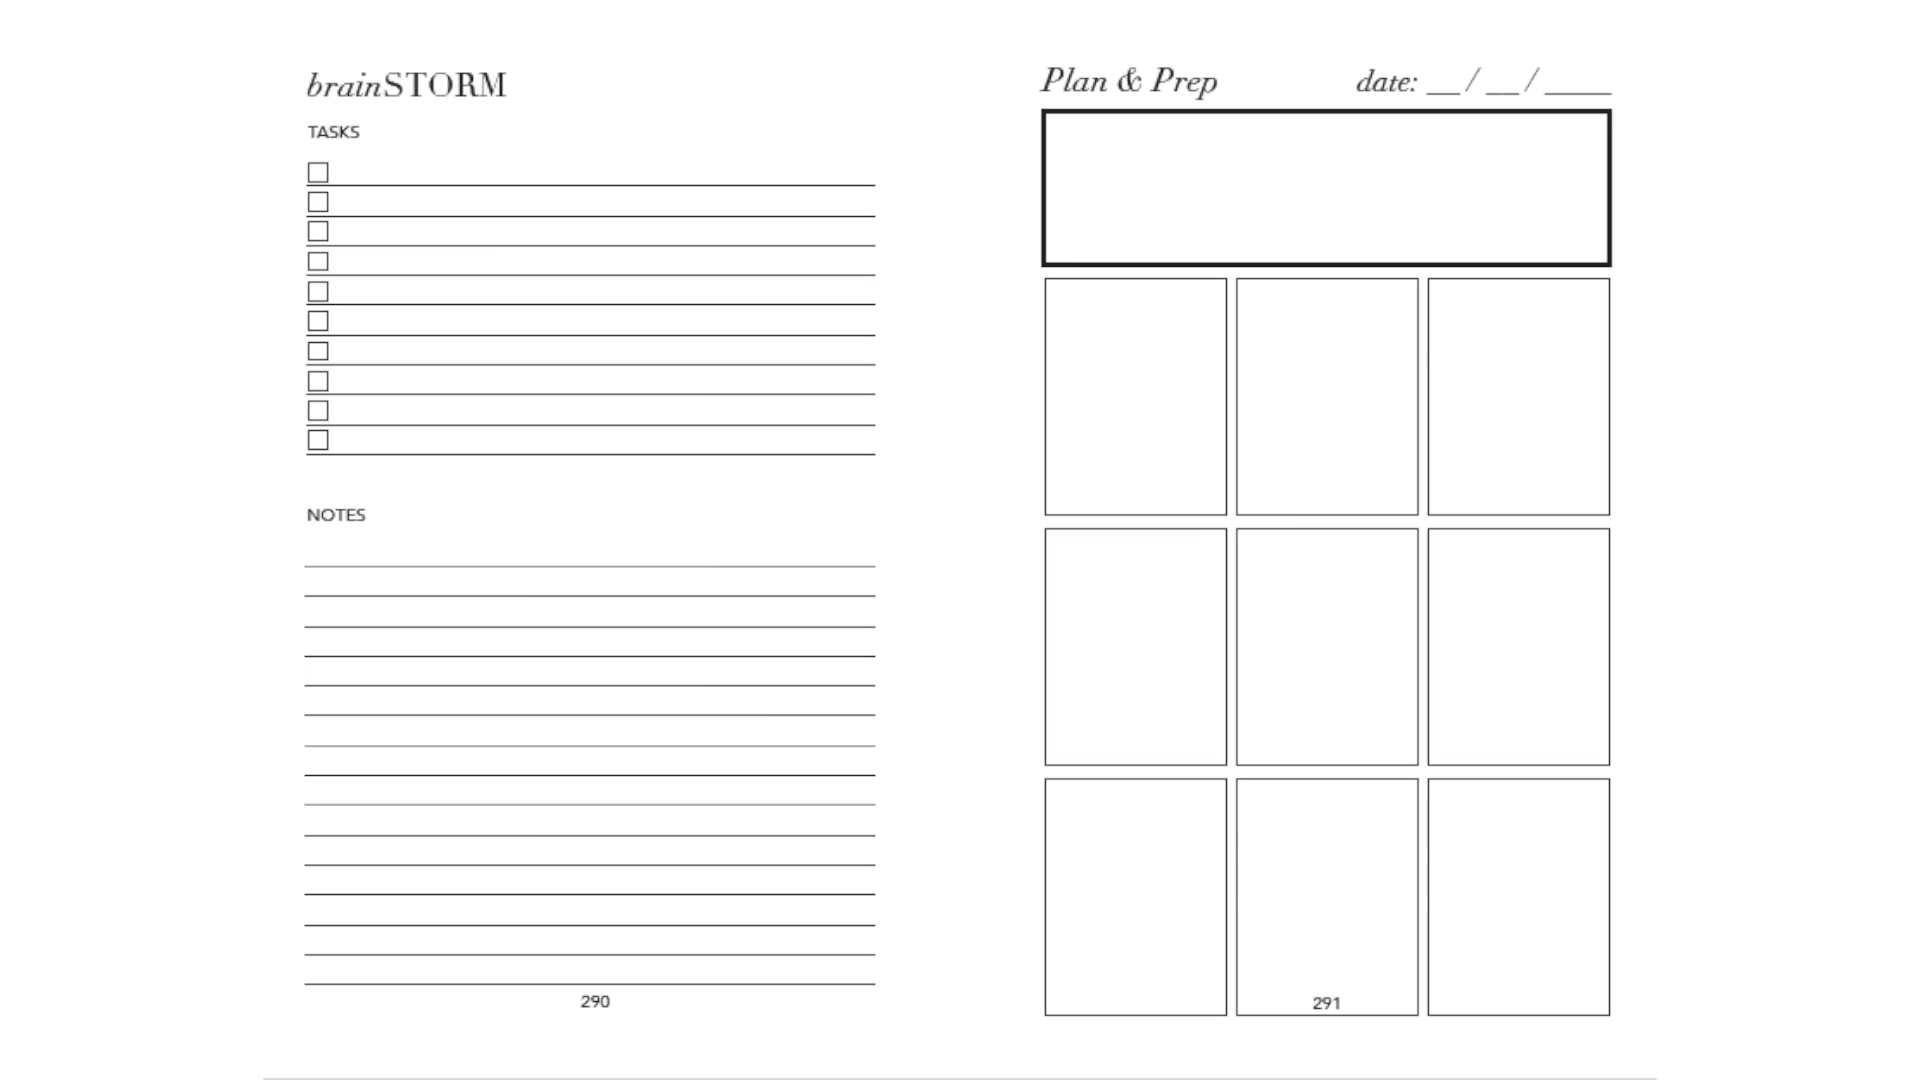 brainSTORM
TASKS
NOTES
290
Plan & Prep date: __ / __ / ____
291